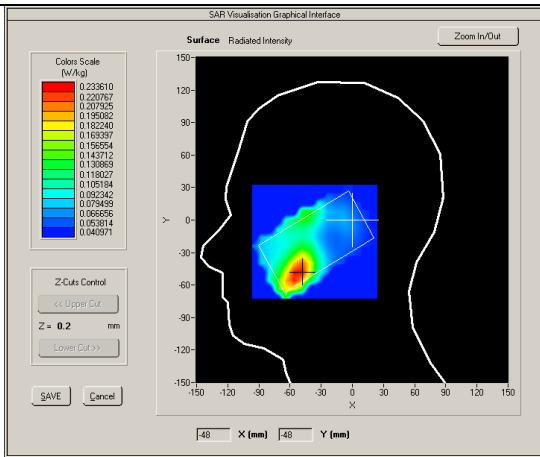 SAR Visualisation Graphical Interface
Surface Radiated Intensity
Zoom In/Out
Colors Scale
(W/kg)
0.233610
0.220767
0.207925
0.195082
0.182240
0.169397
0.156554
0.143712
0.130869
0.118027
0.105184
0.092342
0.079499
0.066656
0.053814
0.040971
Z-Cuts Control
<< Upper Cut
Z = 0.2 mm
Lower Cut >>
SAVE Cancel
150-
120-
90-
60-
30-
0-
-30-
-60-
-90-
-120-
-150-
Y
-150 -120 -90 -60 -30 0 30 60 90 120 150
X
-48 X (mm) -48 Y (mm)